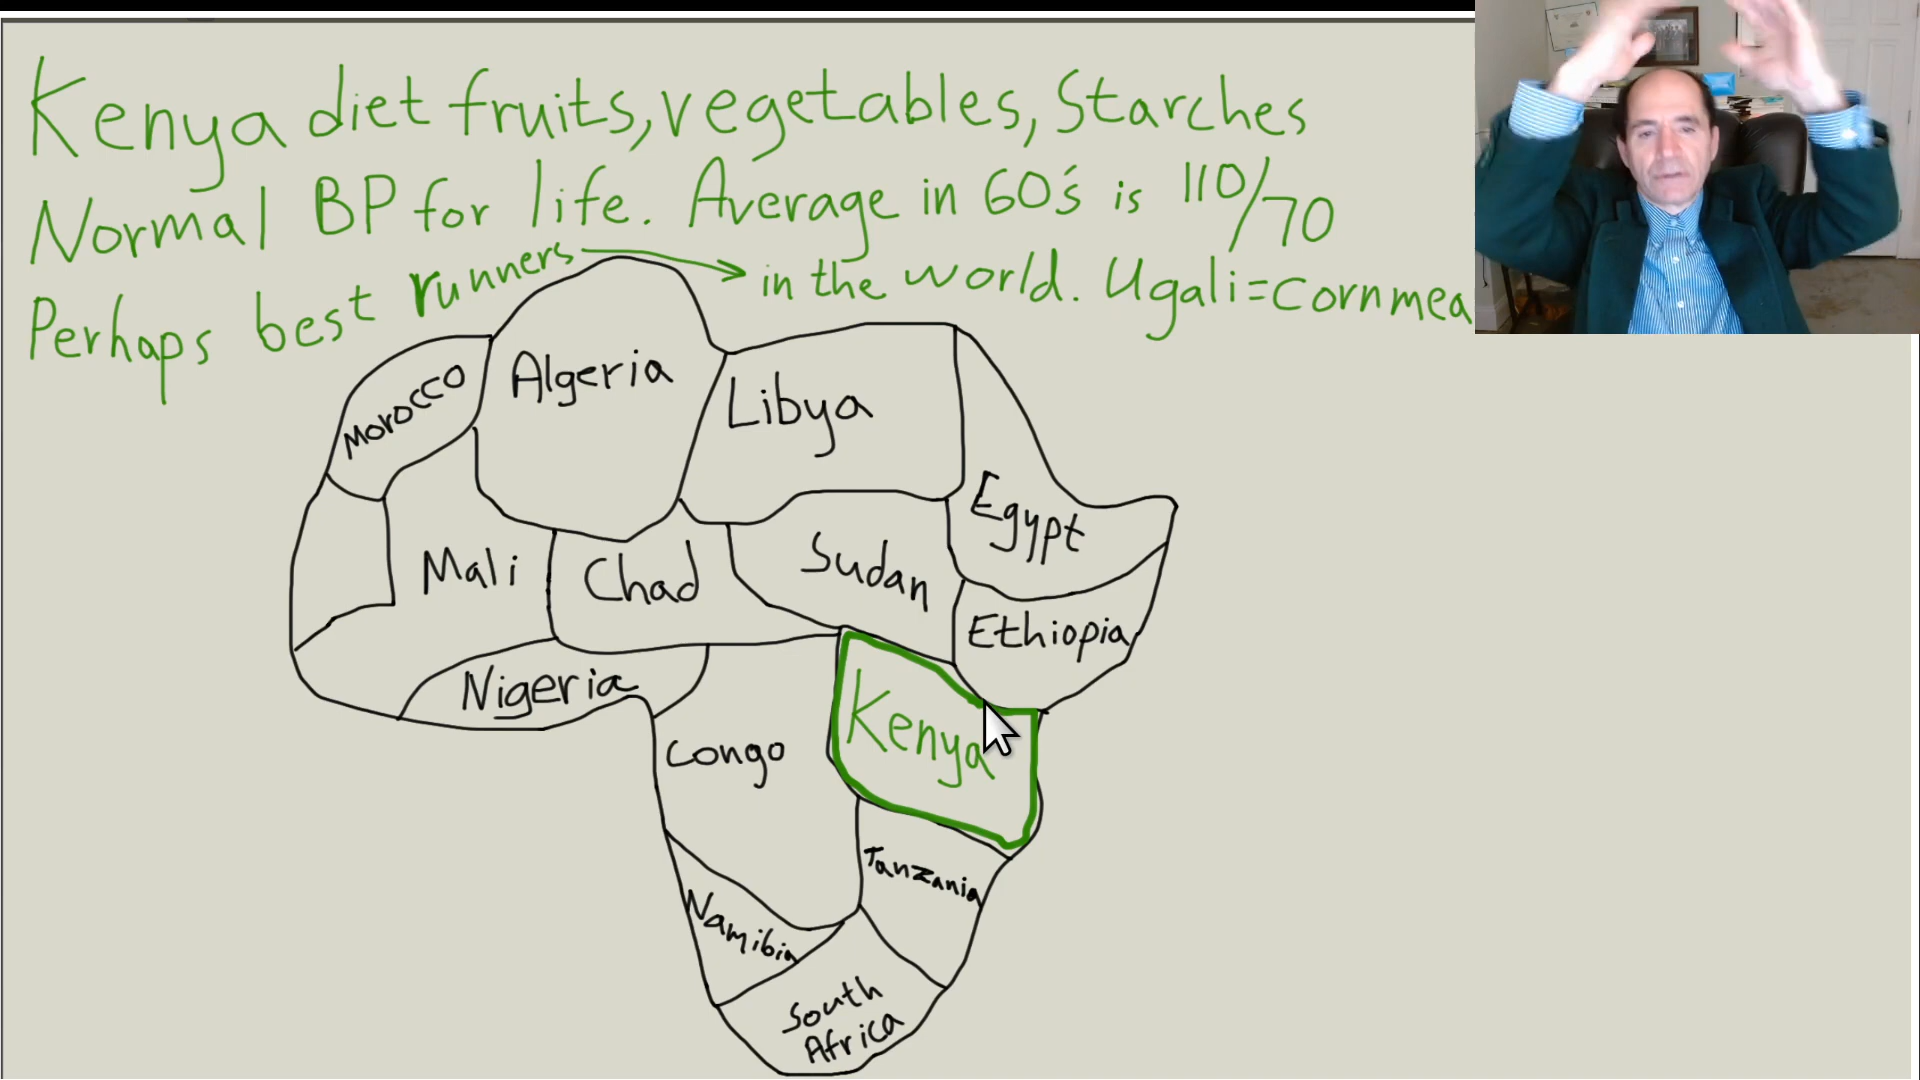 Kenya diet fruits, vegetables, Starches
Normal BP for life. Average in 60's is 110/70
Perhaps best runners → in the world. Ugali=cornmea
Morocco
Algeria
Libya
Egypt
Mali
Chad
Sudan
Ethiopia
Nigeria
Congo
Kenya
Tanzania
Namibia
South
Africa